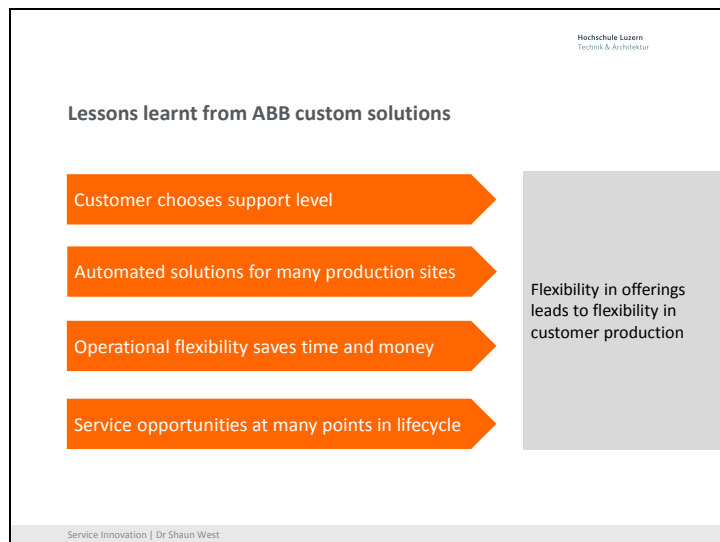 Hochschule Luzern
Technik & Architektur
Lessons learnt from ABB custom solutions
Customer chooses support level
Automated solutions for many production sites
Operational flexibility saves time and money
Service opportunities at many points in lifecycle
Flexibility in offerings
leads to flexibility in
customer production
Service Innovation | Dr Shaun West